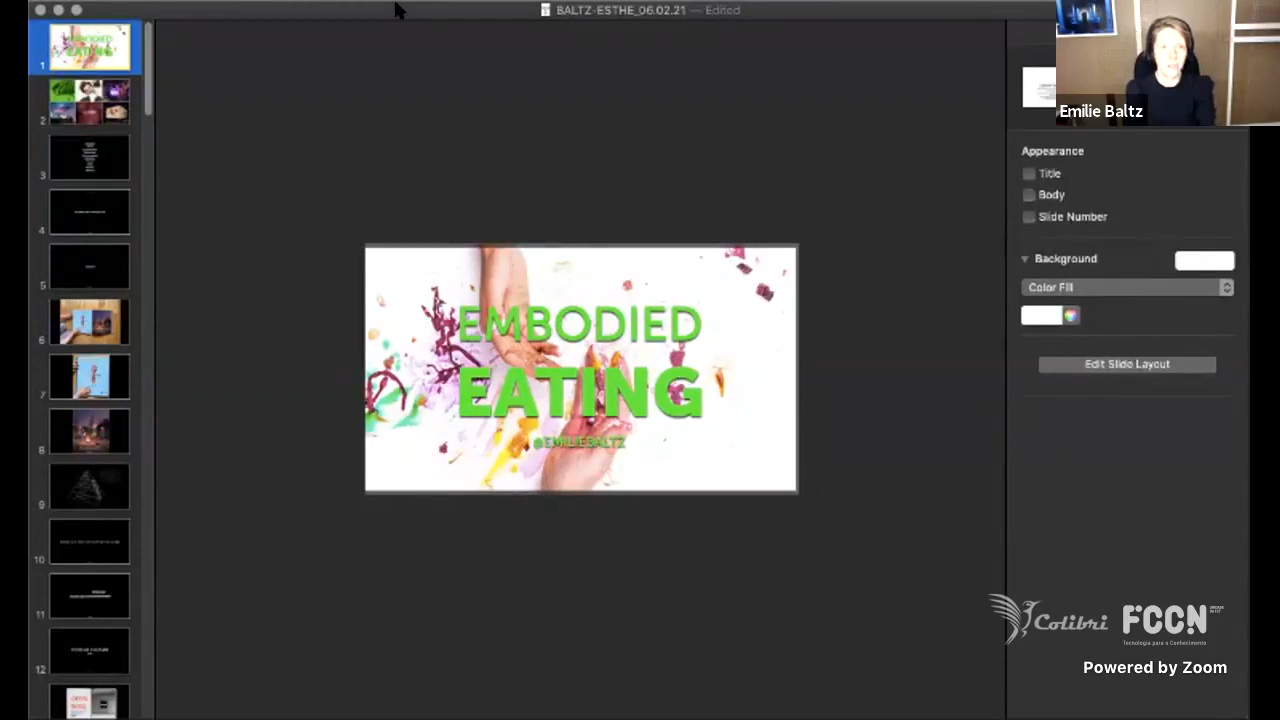 BALTZ-ESTHE_06.02.21 — Edited
EMBODIED
EATING
1
2
3
4
5
6
7
8
9
10
11
12
EMBODIED
EATING
@EMILIEBALTZ
Emilie Baltz
Appearance
Title
Body
Slide Number
Background
Color Fill
Edit Slide Layout
Colibri
FCCN
Tecnologia para o Conhecimento
Powered by Zoom